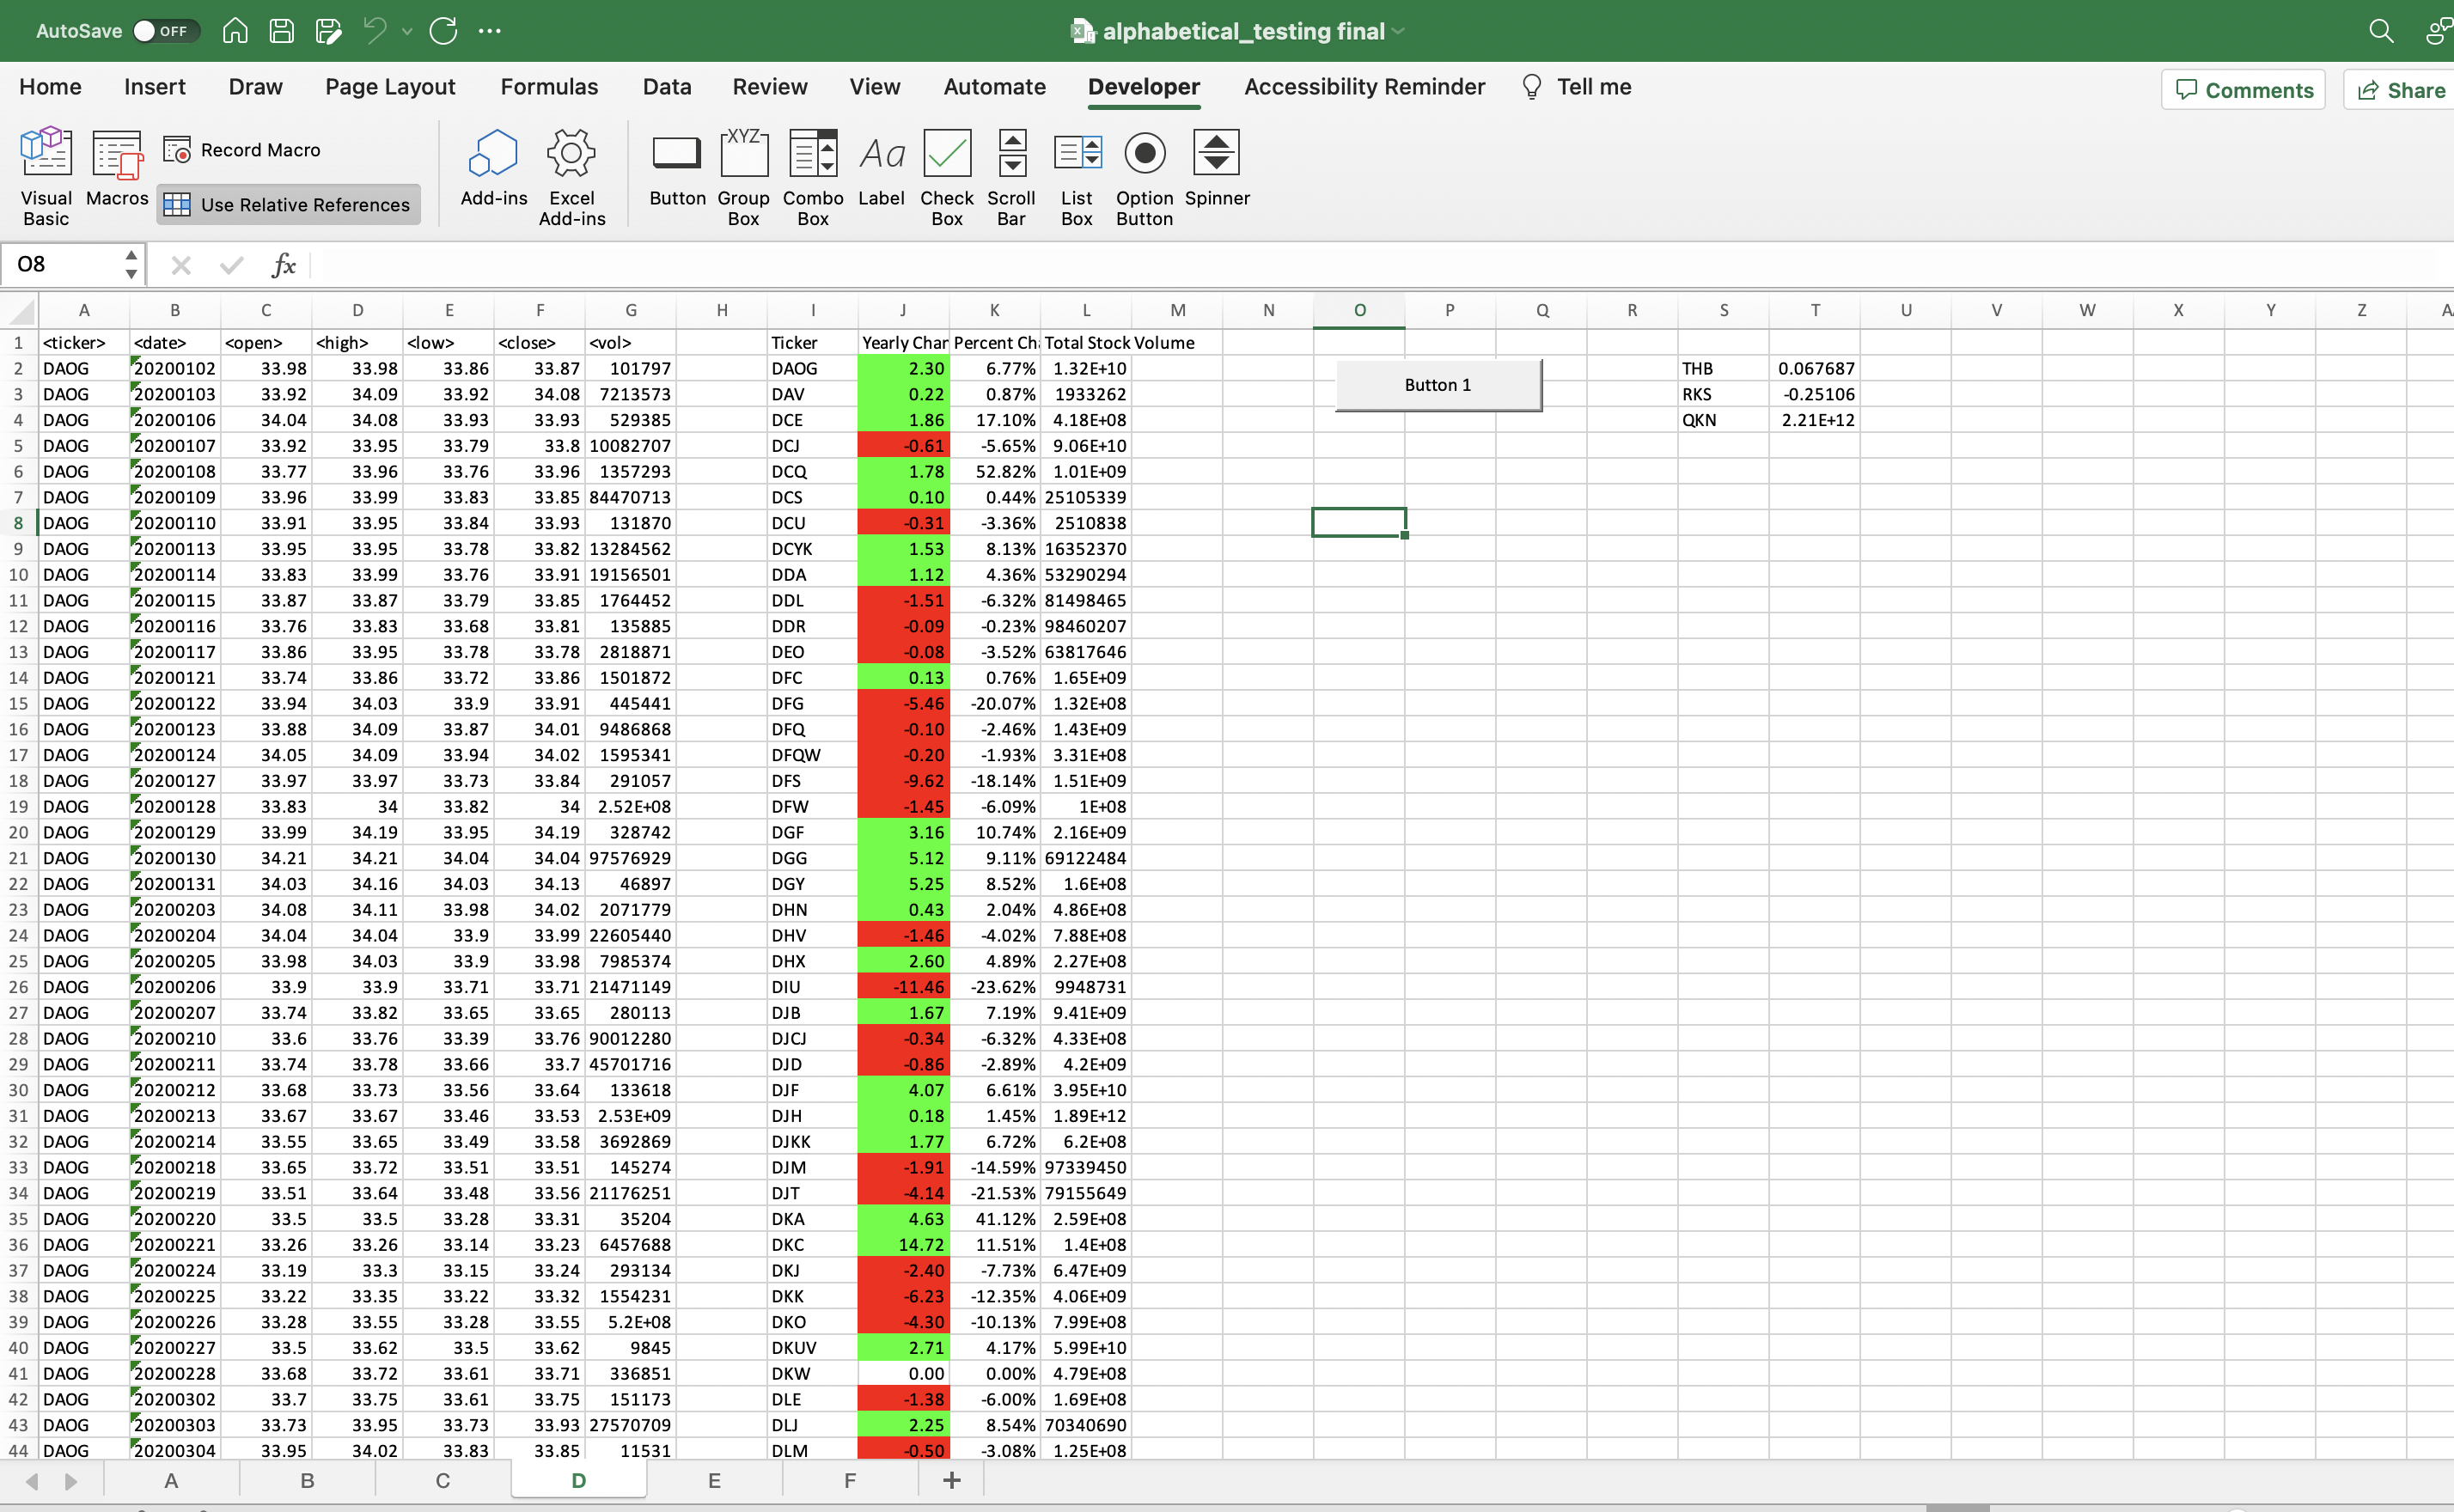 AutoSave OFF alphabetical_testing final
Home Insert Draw Page Layout Formulas Data Review View Automate Developer Accessibility Reminder Tell me Comments Share
Visual Basic Macros Record Macro Use Relative References Add-ins Excel Add-ins Button Group Box Combo Box Label Check Box Scroll Bar List Box Option Button Spinner
XYZ Aa
O8 fx
A B C D E F G H I J K L M N O P Q R S T U V W X Y Z
1 <ticker> <date> <open> <high> <low> <close> <vol> Ticker Yearly Char Percent Cha Total Stock Volume
2 DAOG 20200102 33.98 33.98 33.86 33.87 101797 DAOG 2.30 6.77% 1.32E+10 Button 1 THB 0.067687
3 DAOG 20200103 33.92 34.09 33.92 34.08 7213573 DAV 0.22 0.87% 1933262 RKS -0.25106
4 DAOG 20200106 34.04 34.08 33.93 33.93 529385 DCE 1.86 17.10% 4.18E+08 QKN 2.21E+12
5 DAOG 20200107 33.92 33.95 33.79 33.8 10082707 DCJ -0.61 -5.65% 9.06E+10
6 DAOG 20200108 33.77 33.96 33.76 33.96 1357293 DCQ 1.78 52.82% 1.01E+09
7 DAOG 20200109 33.96 33.99 33.83 33.85 84470713 DCS 0.10 0.44% 25105339
8 DAOG 20200110 33.91 33.95 33.84 33.93 131870 DCU -0.31 -3.36% 2510838
9 DAOG 20200113 33.95 33.95 33.78 33.82 13284562 DCYK 1.53 8.13% 16352370
10 DAOG 20200114 33.83 33.99 33.76 33.91 19156501 DDA 1.12 4.36% 53290294
11 DAOG 20200115 33.87 33.87 33.79 33.85 1764452 DDL -1.51 -6.32% 81498465
12 DAOG 20200116 33.76 33.83 33.68 33.81 135885 DDR -0.09 -0.23% 98460207
13 DAOG 20200117 33.86 33.95 33.78 33.78 2818871 DEO -0.08 -3.52% 63817646
14 DAOG 20200121 33.74 33.86 33.72 33.86 1501872 DFC 0.13 0.76% 1.65E+09
15 DAOG 20200122 33.94 34.03 33.9 33.91 445441 DFG -5.46 -20.07% 1.32E+08
16 DAOG 20200123 33.88 34.09 33.87 34.01 9486868 DFQ -0.10 -2.46% 1.43E+09
17 DAOG 20200124 34.05 34.09 33.94 34.02 1595341 DFQW -0.20 -1.93% 3.31E+08
18 DAOG 20200127 33.97 33.97 33.73 33.84 291057 DFS -9.62 -18.14% 1.51E+09
19 DAOG 20200128 33.83 34 33.82 34 2.52E+08 DFW -1.45 -6.09% 1E+08
20 DAOG 20200129 33.99 34.19 33.95 34.19 328742 DGF 3.16 10.74% 2.16E+09
21 DAOG 20200130 34.21 34.21 34.04 34.04 97576929 DGG 5.12 9.11% 69122484
22 DAOG 20200131 34.03 34.16 34.03 34.13 46897 DGY 5.25 8.52% 1.6E+08
23 DAOG 20200203 34.08 34.11 33.98 34.02 2071779 DHN 0.43 2.04% 4.86E+08
24 DAOG 20200204 34.04 34.04 33.9 33.99 22605440 DHV -1.46 -4.02% 7.88E+08
25 DAOG 20200205 33.98 34.03 33.9 33.98 7985374 DHX 2.60 4.89% 2.27E+08
26 DAOG 20200206 33.9 33.9 33.71 33.71 21471149 DIU -11.46 -23.62% 9948731
27 DAOG 20200207 33.74 33.82 33.65 33.65 280113 DJB 1.67 7.19% 9.41E+09
28 DAOG 20200210 33.6 33.76 33.39 33.76 90012280 DJCJ -0.34 -6.32% 4.33E+08
29 DAOG 20200211 33.74 33.78 33.66 33.7 45701716 DJD -0.86 -2.89% 4.2E+09
30 DAOG 20200212 33.68 33.73 33.56 33.64 133618 DJF 4.07 6.61% 3.95E+10
31 DAOG 20200213 33.67 33.67 33.46 33.53 2.53E+09 DJH 0.18 1.45% 1.89E+12
32 DAOG 20200214 33.55 33.65 33.49 33.58 3692869 DJKK 1.77 6.72% 6.2E+08
33 DAOG 20200218 33.65 33.72 33.51 33.51 145274 DJM -1.91 -14.59% 97339450
34 DAOG 20200219 33.51 33.64 33.48 33.56 21176251 DJT -4.14 -21.53% 79155649
35 DAOG 20200220 33.5 33.5 33.28 33.31 35204 DKA 4.63 41.12% 2.59E+08
36 DAOG 20200221 33.26 33.26 33.14 33.23 6457688 DKC 14.72 11.51% 1.4E+08
37 DAOG 20200224 33.19 33.3 33.15 33.24 293134 DKJ -2.40 -7.73% 6.47E+09
38 DAOG 20200225 33.22 33.35 33.22 33.32 1554231 DKK -6.23 -12.35% 4.06E+09
39 DAOG 20200226 33.28 33.55 33.28 33.55 5.2E+08 DKO -4.30 -10.13% 7.99E+08
40 DAOG 20200227 33.5 33.62 33.5 33.62 9845 DKUV 2.71 4.17% 5.99E+10
41 DAOG 20200228 33.68 33.72 33.61 33.71 336851 DKW 0.00 0.00% 4.79E+08
42 DAOG 20200302 33.7 33.75 33.61 33.75 151173 DLE -1.38 -6.00% 1.69E+08
43 DAOG 20200303 33.73 33.95 33.73 33.93 27570709 DLJ 2.25 8.54% 70340690
44 DAOG 20200304 33.95 34.02 33.83 33.85 11531 DLM -0.50 -3.08% 1.25E+08
A B C D E F +